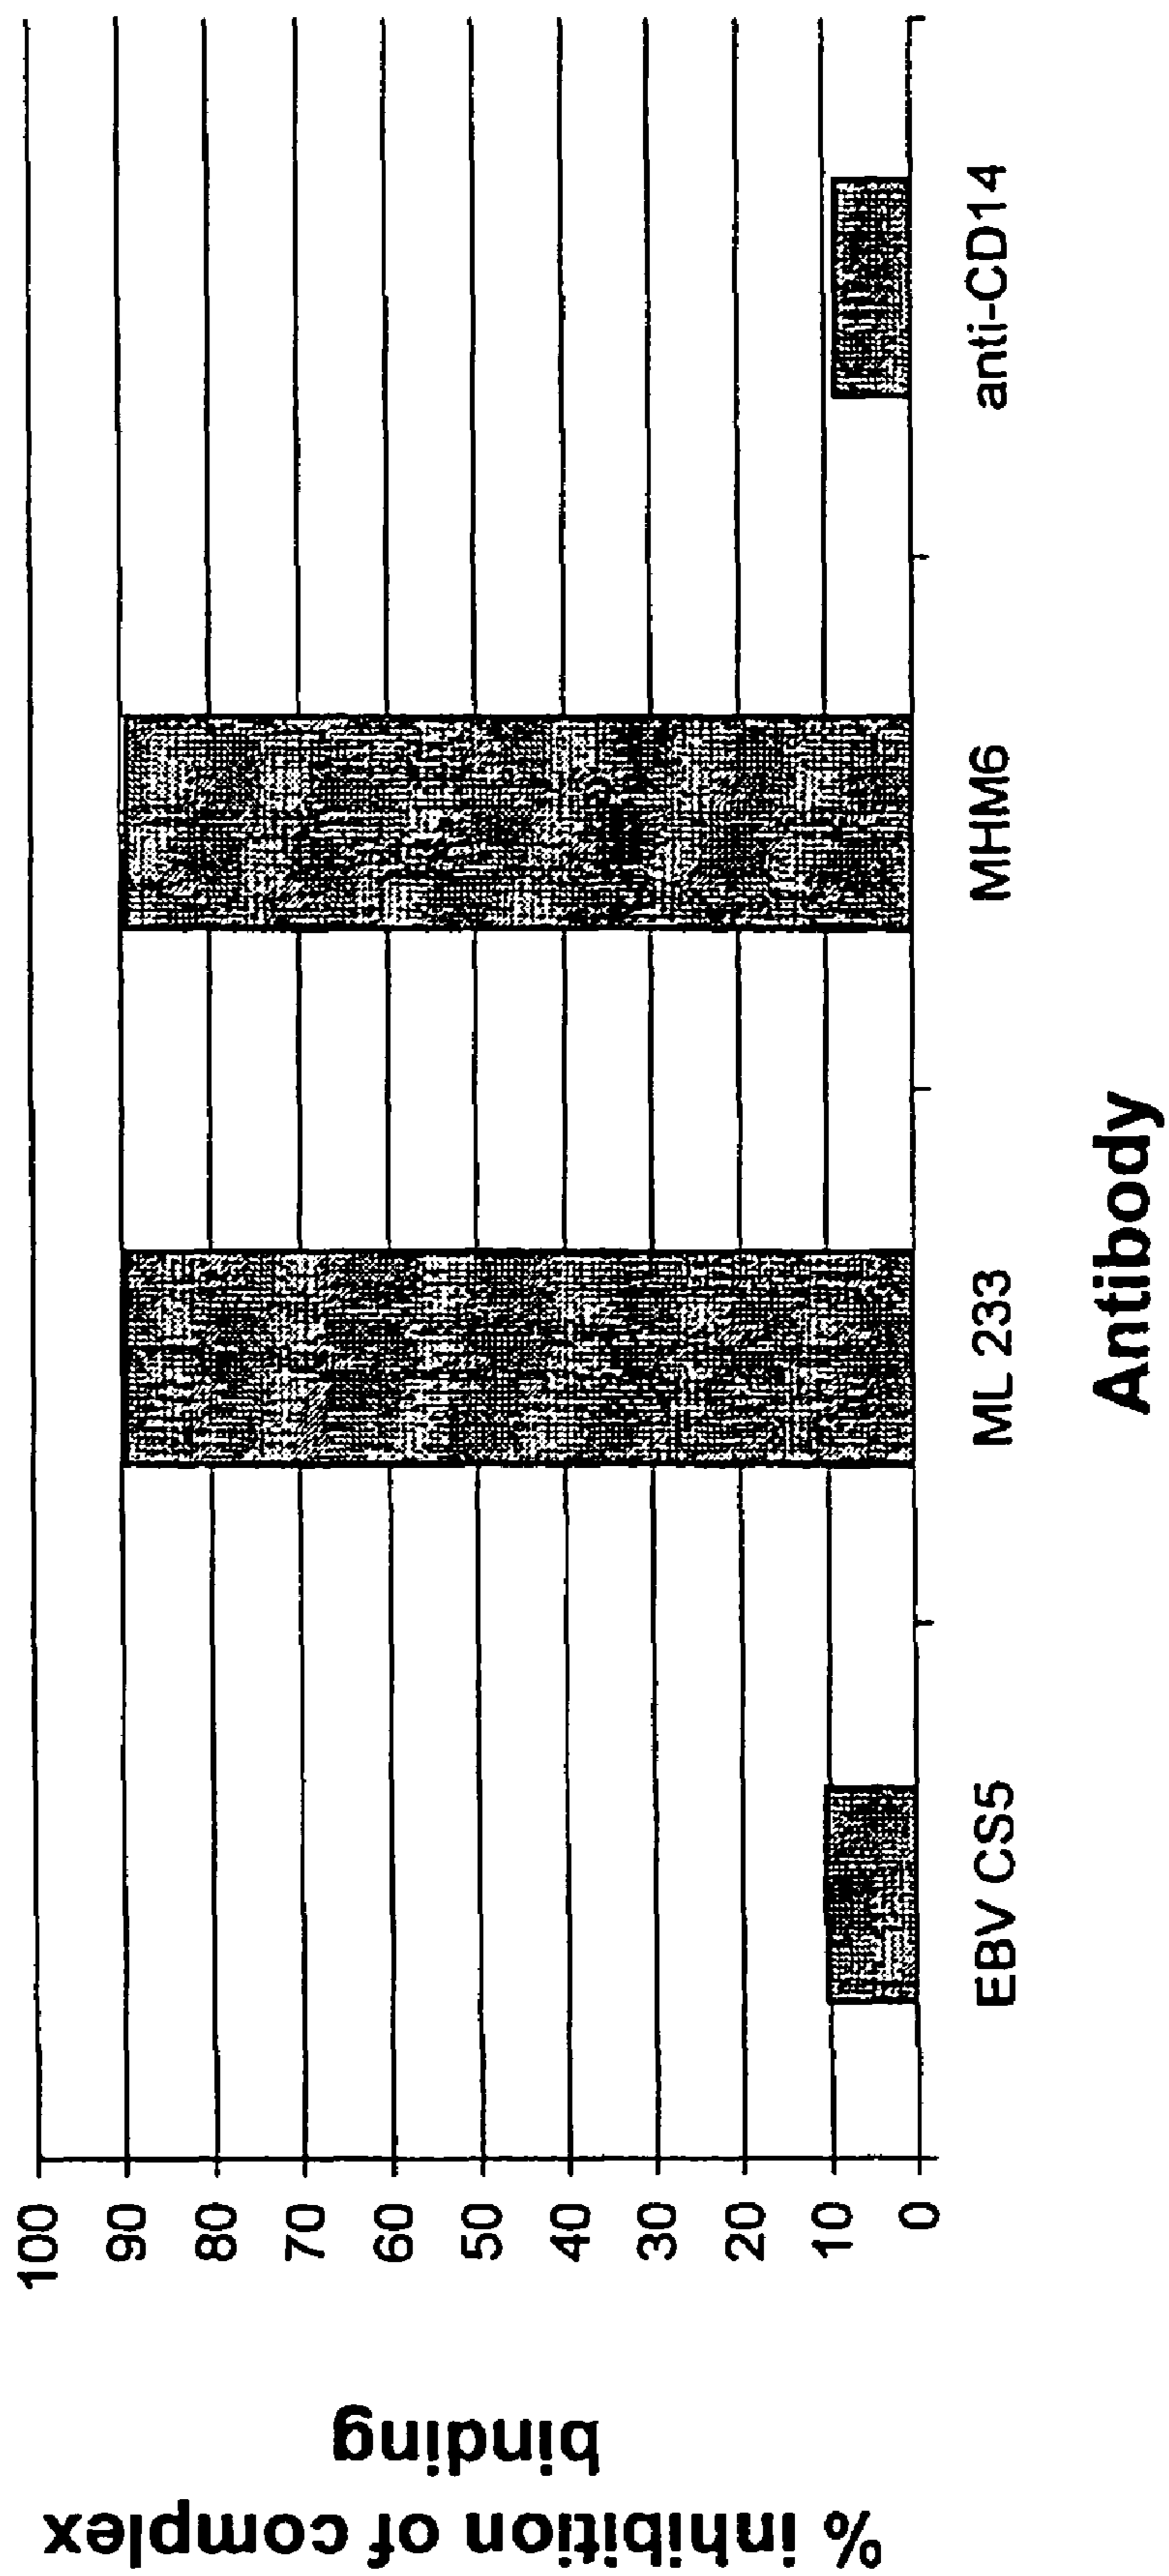 % inhibition of complex
binding
100
90
80
70
60
50
40
30
20
10
0
EBV CS5
ML 233
MHM6
anti-CD14
Antibody